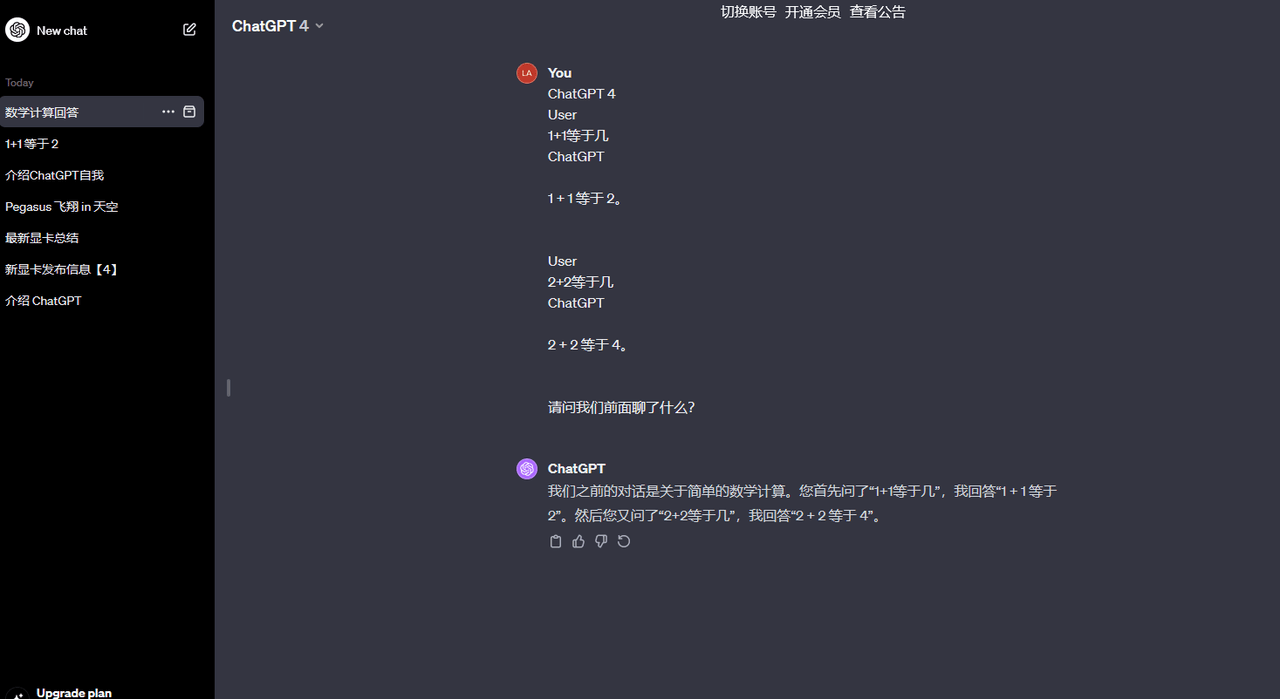 New chat
Today
数学计算回答
1+1 等于 2
介绍ChatGPT自我
Pegasus 飞翔 in 天空
最新显卡总结
新显卡发布信息【4】
介绍 ChatGPT
Upgrade plan
ChatGPT 4
切换账号 开通会员 查看公告
LA
You
ChatGPT 4
User
1+1等于几
ChatGPT
1 + 1 等于 2。
User
2+2等于几
ChatGPT
2 + 2 等于 4。
请问我们前面聊了什么?
ChatGPT
我们之前的对话是关于简单的数学计算。您首先问了“1+1等于几”，我回答“1 + 1 等于
2”。然后您又问了“2+2等于几”，我回答“2 + 2 等于 4”。